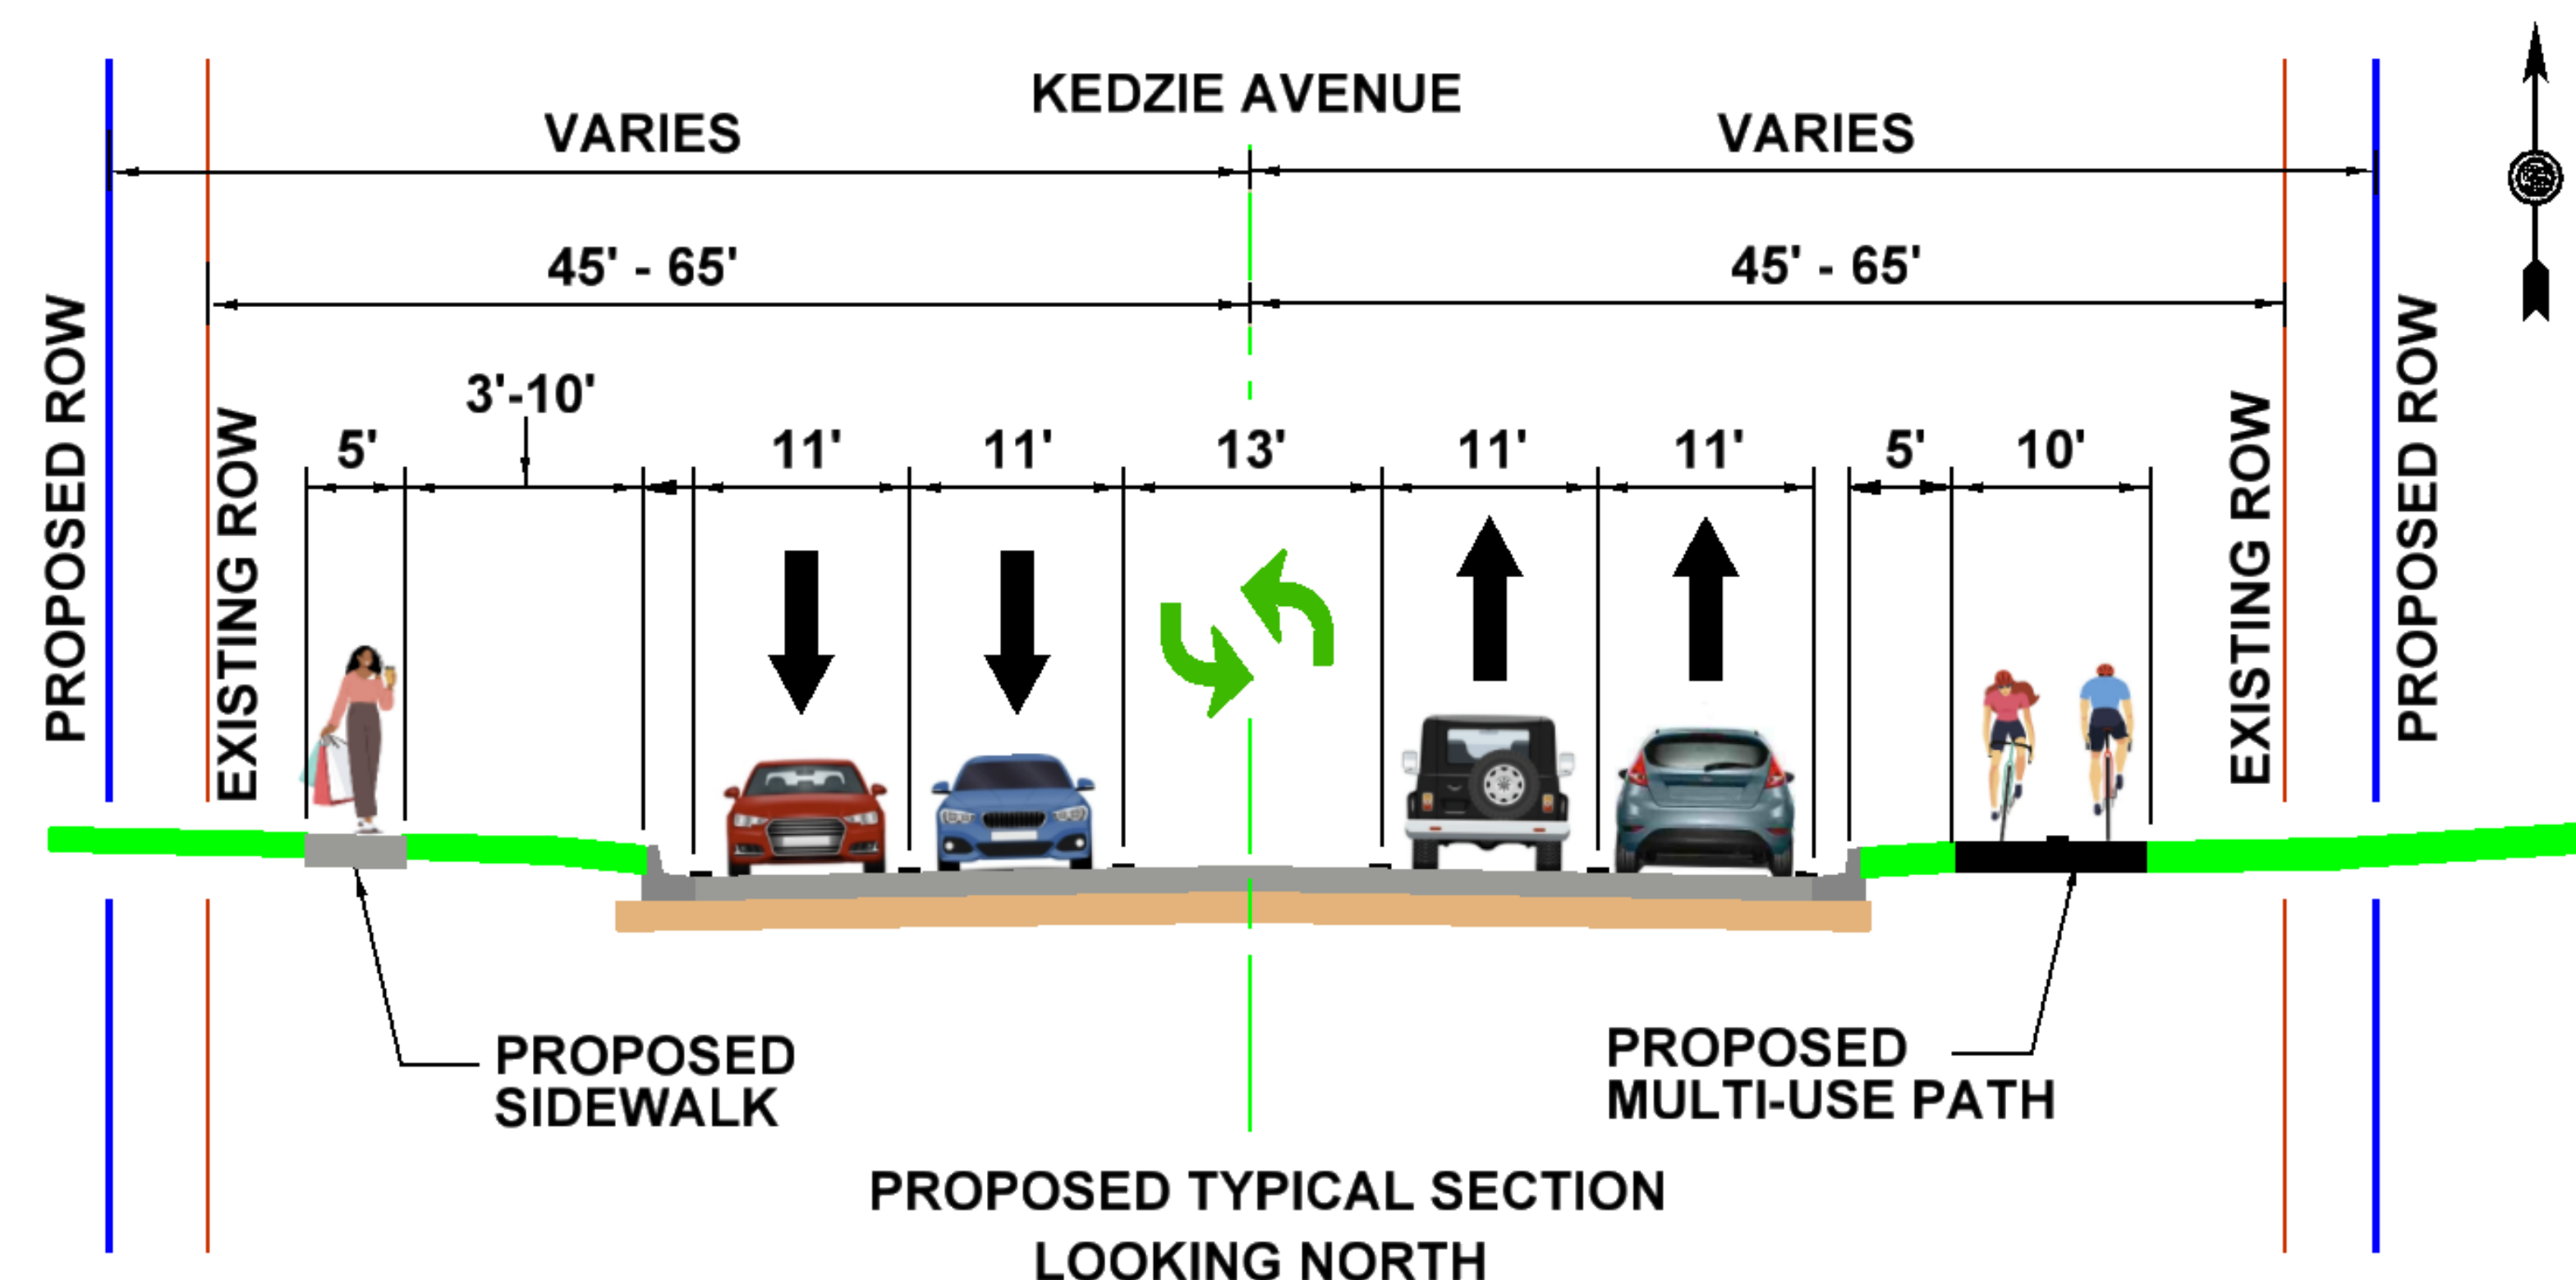 KEDZIE AVENUE
VARIES
VARIES
45' - 65'
45' - 65'
PROPOSED ROW
EXISTING ROW
3'-10'
5'
11'
11'
13'
11'
11'
5'
10'
EXISTING ROW
PROPOSED ROW
PROPOSED
SIDEWALK
PROPOSED
MULTI-USE PATH
PROPOSED TYPICAL SECTION
LOOKING NORTH